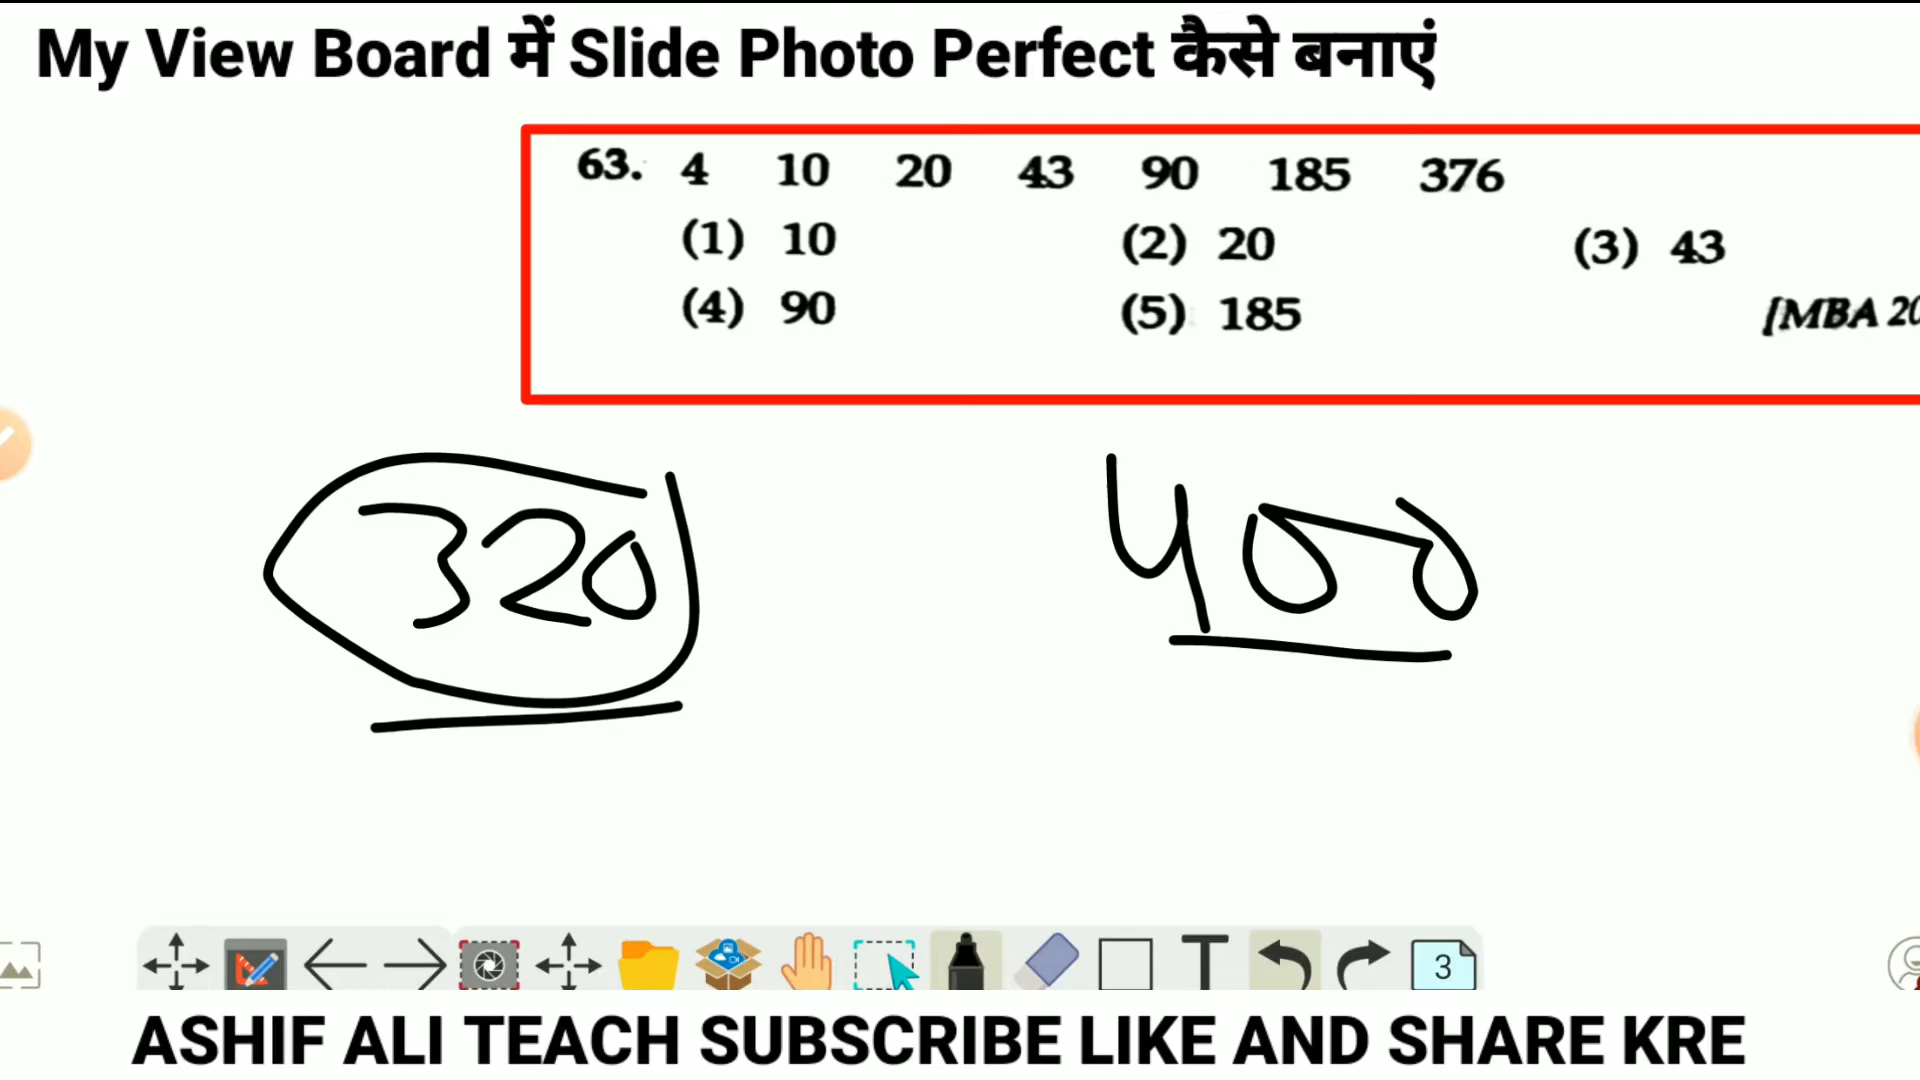 My View Board में Slide Photo Perfect कैसे बनाएं
63. 4 10 20 43 90 185 376
(1) 10 (2) 20 (3) 43
(4) 90 (5) 185 [MBA 20
320 400
3
ASHIF ALI TEACH SUBSCRIBE LIKE AND SHARE KRE